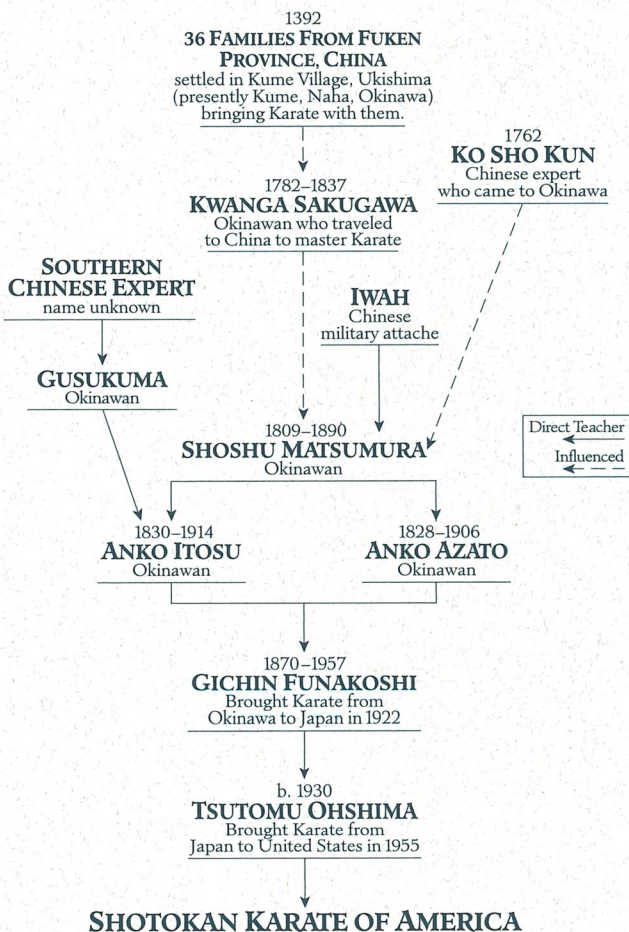 1392
36 FAMILIES FROM FUKEN
PROVINCE, CHINA
settled in Kume Village, Ukishima
(presently Kume, Naha, Okinawa)
bringing Karate with them.
1762
KO SHO KUN
Chinese expert
who came to Okinawa
1782–1837
KWANGA SAKUGAWA
Okinawan who traveled
to China to master Karate
SOUTHERN
CHINESE EXPERT
name unknown
IWAH
Chinese
military attache
GUSUKUMA
Okinawan
1809–1890
SHOSHU MATSUMURA
Okinawan
Direct Teacher
Influenced
1830–1914
ANKO ITOSU
Okinawan
1828–1906
ANKO AZATO
Okinawan
1870–1957
GICHIN FUNAKOSHI
Brought Karate from
Okinawa to Japan in 1922
b. 1930
TSUTOMU OHSHIMA
Brought Karate from
Japan to United States in 1955
SHOTOKAN KARATE OF AMERICA